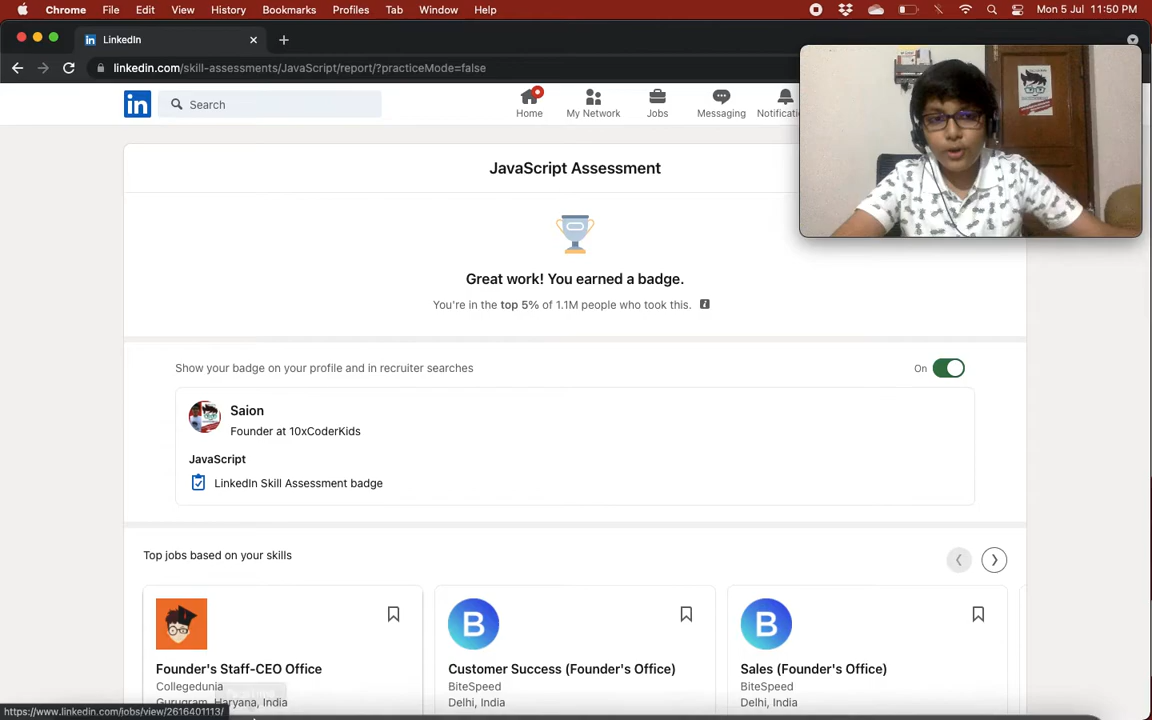 Chrome File Edit View History Bookmarks Profiles Tab Window Help Mon 5 Jul 11:50 PM
LinkedIn
linkedin.com/skill-assessments/JavaScript/report/?practiceMode=false
in Search Home My Network Jobs Messaging
JavaScript Assessment
Great work! You earned a badge.
You're in the top 5% of 1.1M people who took this.
Show your badge on your profile and in recruiter searches On
Saion
Founder at 10xCoderKids
JavaScript
LinkedIn Skill Assessment badge
Top jobs based on your skills
Founder's Staff-CEO Office
Collegedunia
Gurugram, Haryana, India
B
Customer Success (Founder's Office)
BiteSpeed
Delhi, India
B
Sales (Founder's Office)
BiteSpeed
Delhi, India
https://www.linkedin.com/jobs/view/2616401113/